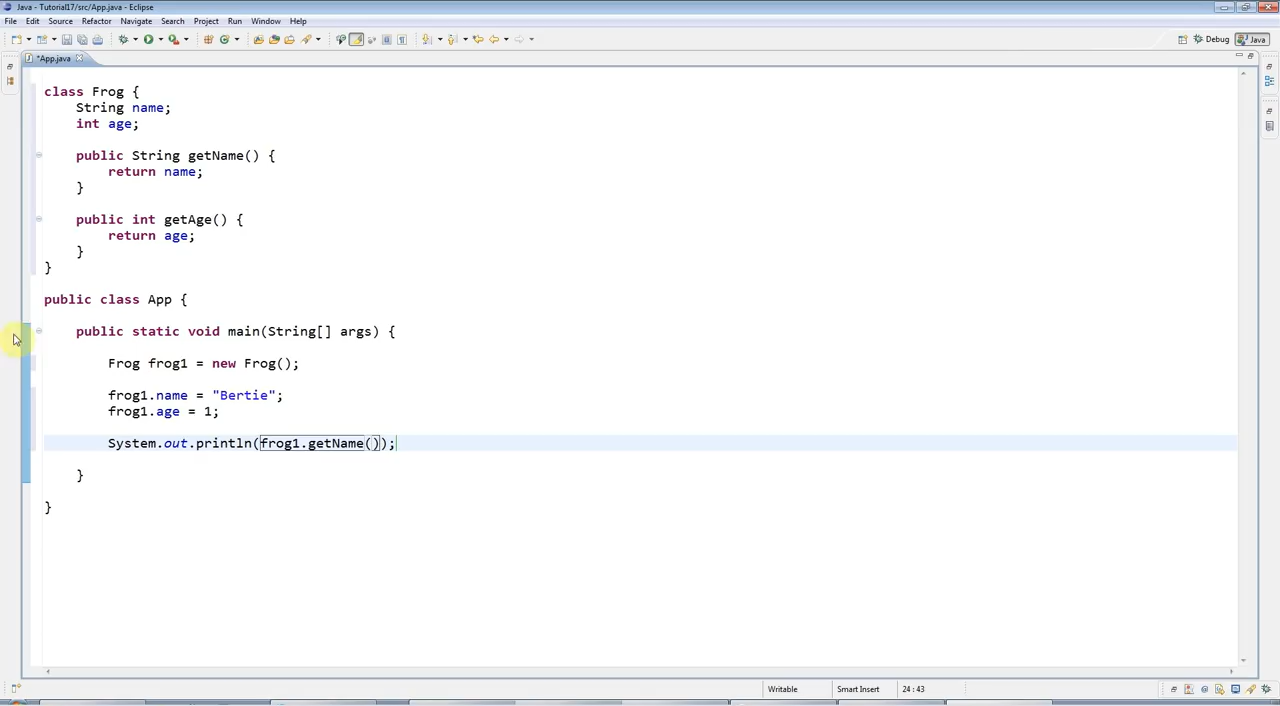 Java - Tutorial17/src/App.java - Eclipse
File Edit Source Refactor Navigate Search Project Run Window Help
Debug Java
*App.java
class Frog {
String name;
int age;
public String getName() {
return name;
}
public int getAge() {
return age;
}
}
public class App {
public static void main(String[] args) {
Frog frog1 = new Frog();
frog1.name = "Bertie";
frog1.age = 1;
System.out.println(frog1.getName());
}
}
Writable Smart Insert 24 : 43